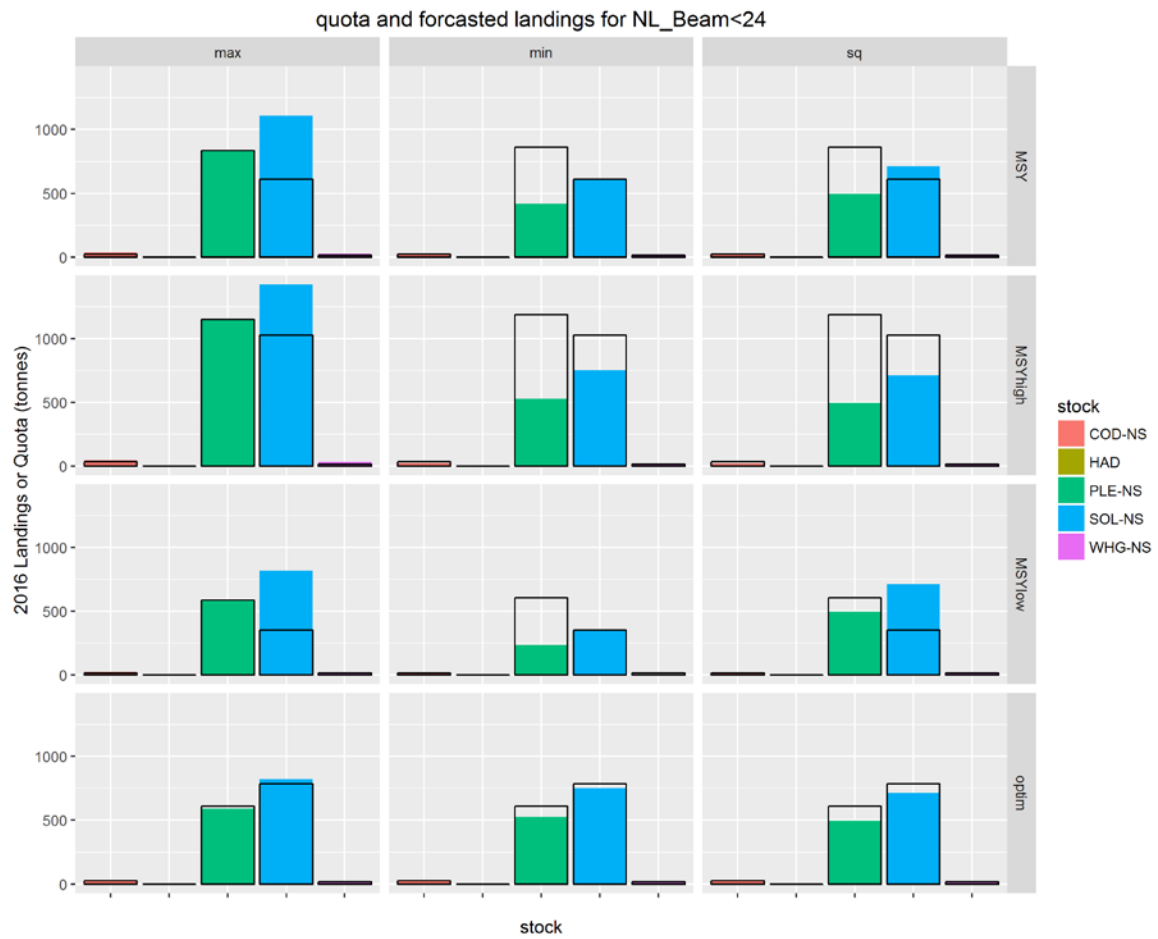 quota and forcasted landings for NL_Beam<24
max
min
sq
1000
500
0
MSY
1000
500
0
MSYhigh
1000
500
0
MSYlow
1000
500
0
optim
2016 Landings or Quota (tonnes)
stock
stock
COD-NS
HAD
PLE-NS
SOL-NS
WHG-NS